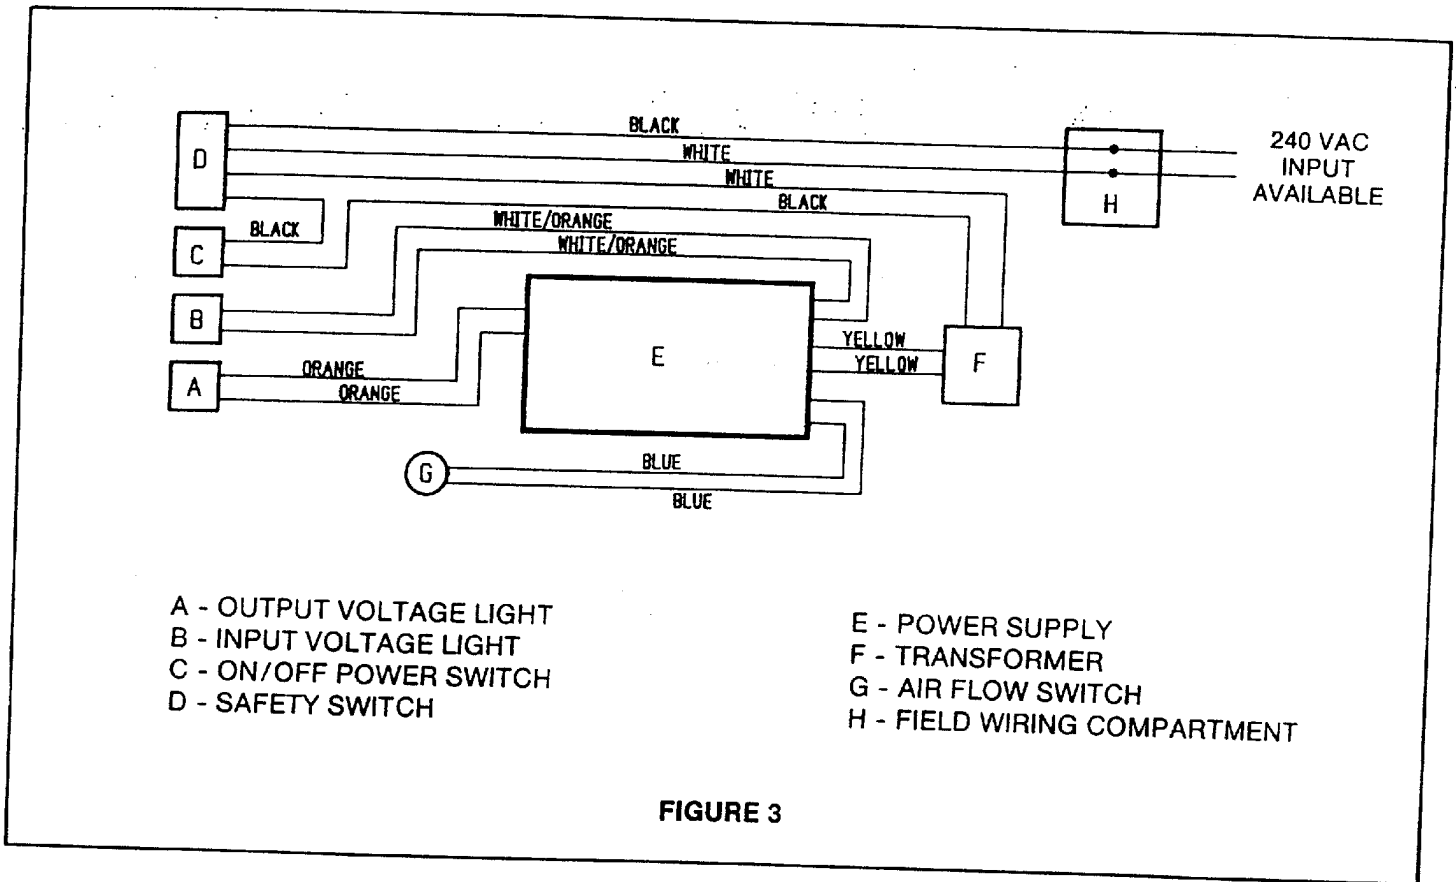 BLACK
WHITE
WHITE
BLACK
240 VAC
INPUT
AVAILABLE
D
H
BLACK
WHITE/ORANGE
WHITE/ORANGE
C
B
E
YELLOW
YELLOW
F
A
ORANGE
ORANGE
G
BLUE
BLUE
A - OUTPUT VOLTAGE LIGHT
B - INPUT VOLTAGE LIGHT
C - ON/OFF POWER SWITCH
D - SAFETY SWITCH
E - POWER SUPPLY
F - TRANSFORMER
G - AIR FLOW SWITCH
H - FIELD WIRING COMPARTMENT
FIGURE 3